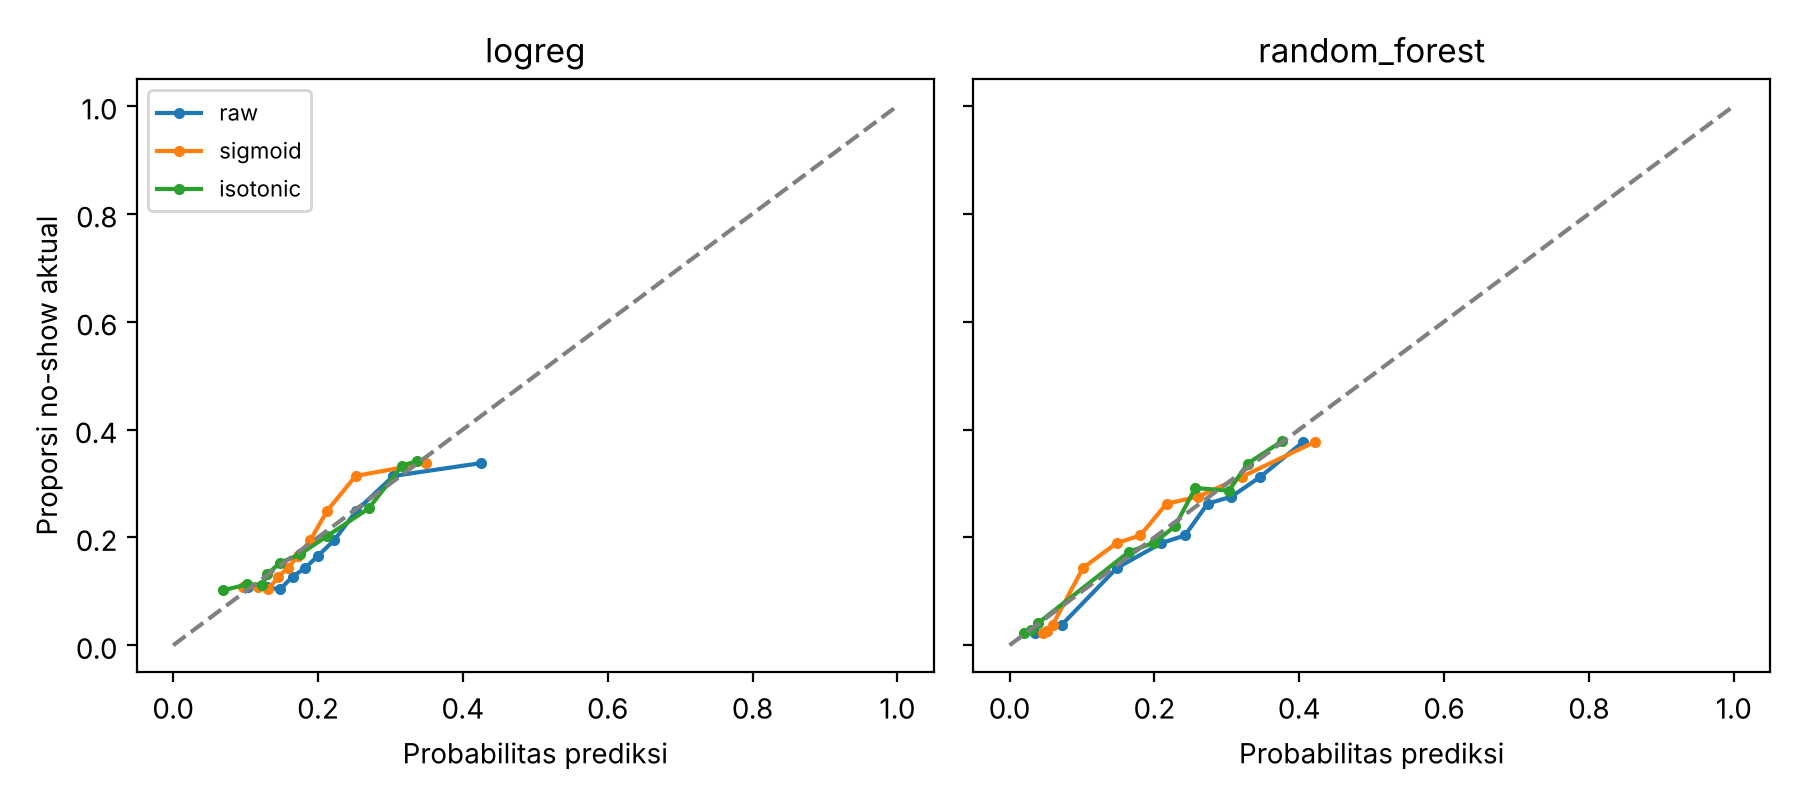 logreg
random_forest
raw
sigmoid
isotonic
Proporsi no-show aktual
1.0
0.8
0.6
0.4
0.2
0.0
0.0 0.2 0.4 0.6 0.8 1.0
0.0 0.2 0.4 0.6 0.8 1.0
Probabilitas prediksi
Probabilitas prediksi